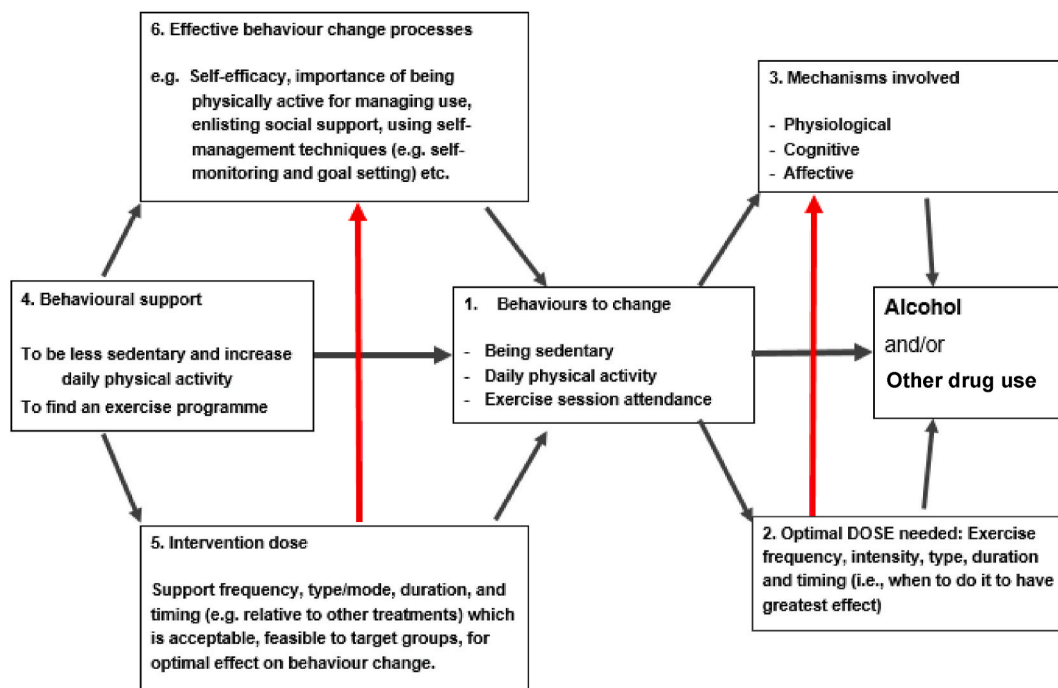 6. Effective behaviour change processes
e.g. Self-efficacy, importance of being
physically active for managing use,
enlisting social support, using self-
management techniques (e.g. self-
monitoring and goal setting) etc.
3. Mechanisms involved
- Physiological
- Cognitive
- Affective
4. Behavioural support
To be less sedentary and increase
daily physical activity
To find an exercise programme
1. Behaviours to change
- Being sedentary
- Daily physical activity
- Exercise session attendance
Alcohol
and/or
Other drug use
5. Intervention dose
Support frequency, type/mode, duration, and
timing (e.g. relative to other treatments) which
is acceptable, feasible to target groups, for
optimal effect on behaviour change.
2. Optimal DOSE needed: Exercise
frequency, intensity, type, duration
and timing (i.e., when to do it to have
greatest effect)